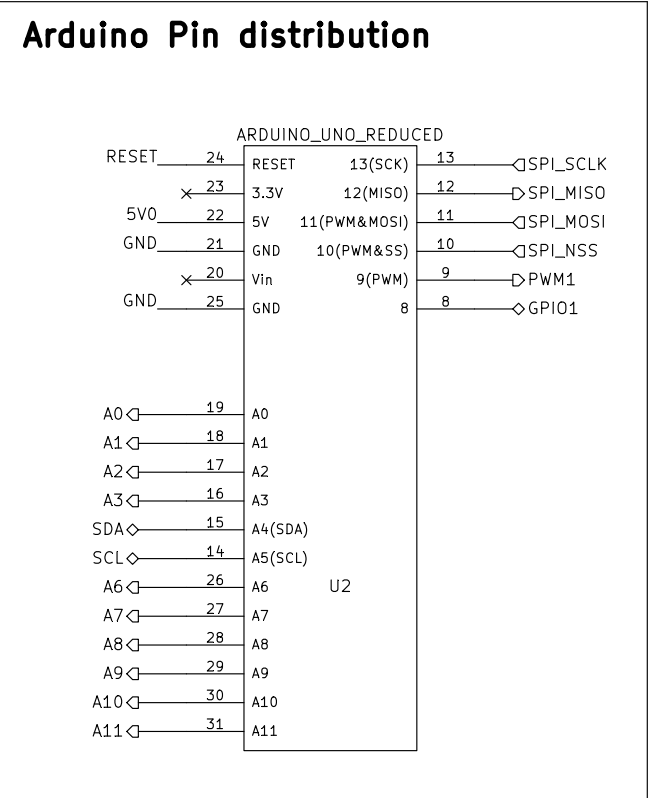 Arduino Pin distribution
ARDUINO_UNO_REDUCED
RESET 24 RESET 13(SCK) 13 SPI_SCLK
23 3.3V 12(MISO) 12 SPI_MISO
5V0 22 5V 11(PWM&MOSI) 11 SPI_MOSI
GND 21 GND 10(PWM&SS) 10 SPI_NSS
20 Vin 9(PWM) 9 PWM1
GND 25 GND 8 8 GPIO1
A0 19 A0
A1 18 A1
A2 17 A2
A3 16 A3
SDA 15 A4(SDA)
SCL 14 A5(SCL)
A6 26 A6 U2
A7 27 A7
A8 28 A8
A9 29 A9
A10 30 A10
A11 31 A11